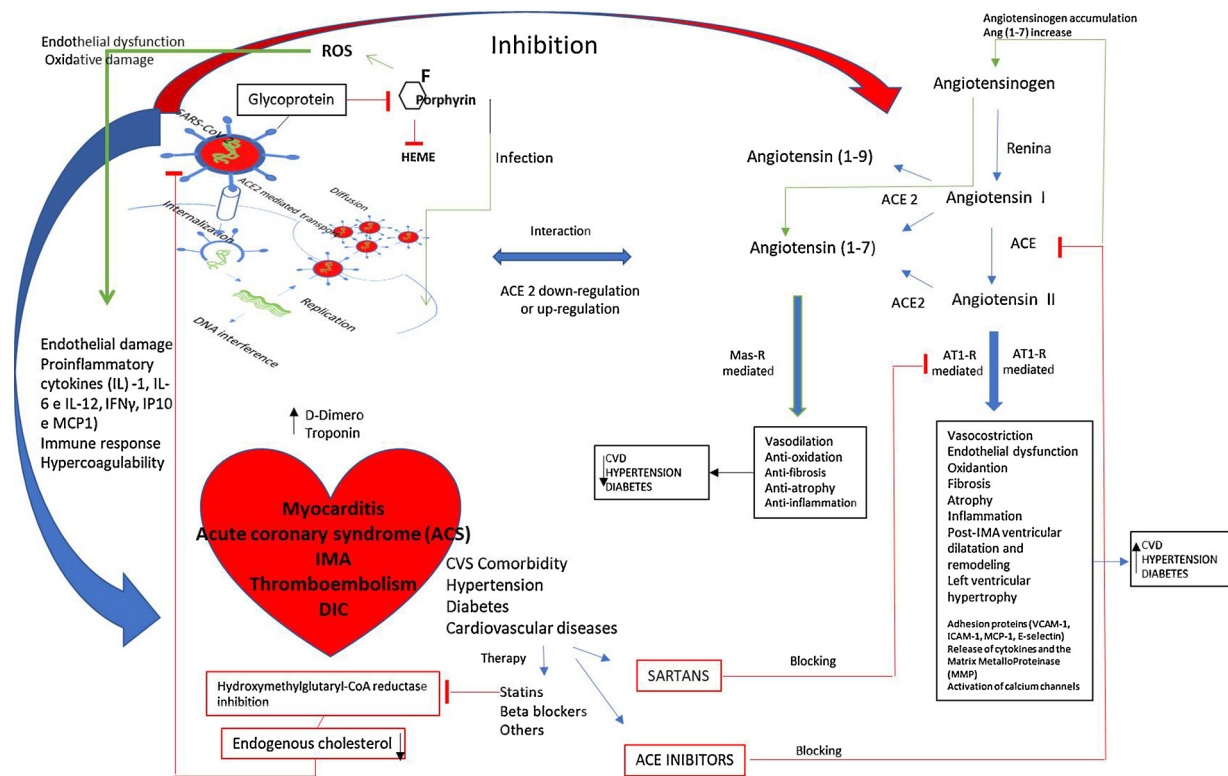 Endothelial dysfunction
Oxidative damage
ROS
Inhibition
Angiotensinogen accumulation
Ang (1-7) increase
F
Porphyrin
Glycoprotein
HEME
Infection
SARS-CoV-2
ACE2 mediated transport
Diffusion
Internalization
Replication
DNA interference
Interaction
ACE 2 down-regulation
or up-regulation
Angiotensinogen
Renina
Angiotensin (1-9)
ACE 2
Angiotensin I
Angiotensin (1-7)
ACE
ACE2
Angiotensin II
Mas-R
mediated
AT1-R
mediated
AT1-R
mediated
Endothelial damage
Proinflammatory
cytokines (IL) -1, IL-
6 e IL-12, IFNγ, IP10
e MCP1)
Immune response
Hypercoagulability
D-Dimero
Troponin
Myocarditis
Acute coronary syndrome (ACS)
IMA
Thromboembolism
DIC
CVD
HYPERTENSION
DIABETES
Vasodilation
Anti-oxidation
Anti-fibrosis
Anti-atrophy
Anti-inflammation
Vasocostriction
Endothelial dysfunction
Oxidantion
Fibrosis
Atrophy
Inflammation
Post-IMA ventricular
dilatation and
remodeling
Left ventricular
hypertrophy
Adhesion proteins (VCAM-1,
ICAM-1, MCP-1, E-selectin)
Release of cytokines and the
Matrix MetalloProteinase
(MMP)
Activation of calcium channels
CVD
HYPERTENSION
DIABETES
CVS Comorbidity
Hypertension
Diabetes
Cardiovascular diseases
Therapy
Statins
Beta blockers
Others
SARTANS
Blocking
ACE INIBITORS
Blocking
Hydroxymethylglutaryl-CoA reductase
inhibition
Endogenous cholesterol